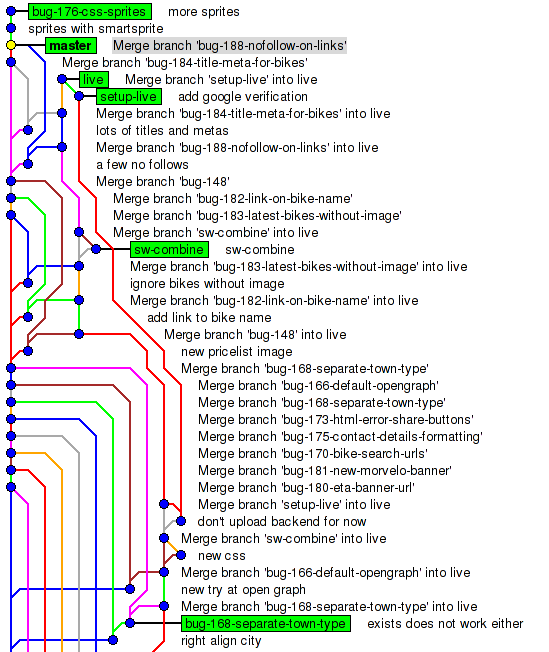 bug-176-css-sprites more sprites
sprites with smartsprite
master Merge branch 'bug-188-nofollow-on-links'
Merge branch 'bug-184-title-meta-for-bikes'
live Merge branch 'setup-live' into live
setup-live add google verification
Merge branch 'bug-184-title-meta-for-bikes' into live
lots of titles and metas
Merge branch 'bug-188-nofollow-on-links' into live
a few no follows
Merge branch 'bug-148'
Merge branch 'bug-182-link-on-bike-name'
Merge branch 'bug-183-latest-bikes-without-image'
Merge branch 'sw-combine' into live
sw-combine sw-combine
Merge branch 'bug-183-latest-bikes-without-image' into live
ignore bikes without image
Merge branch 'bug-182-link-on-bike-name' into live
add link to bike name
Merge branch 'bug-148' into live
new pricelist image
Merge branch 'bug-168-separate-town-type'
Merge branch 'bug-166-default-opengraph'
Merge branch 'bug-168-separate-town-type'
Merge branch 'bug-173-html-error-share-buttons'
Merge branch 'bug-175-contact-details-formatting'
Merge branch 'bug-170-bike-search-urls'
Merge branch 'bug-181-new-morvelo-banner'
Merge branch 'bug-180-eta-banner-url'
Merge branch 'setup-live' into live
don't upload backend for now
Merge branch 'sw-combine' into live
new css
Merge branch 'bug-166-default-opengraph' into live
new try at open graph
Merge branch 'bug-168-separate-town-type' into live
bug-168-separate-town-type exists does not work either
right align city